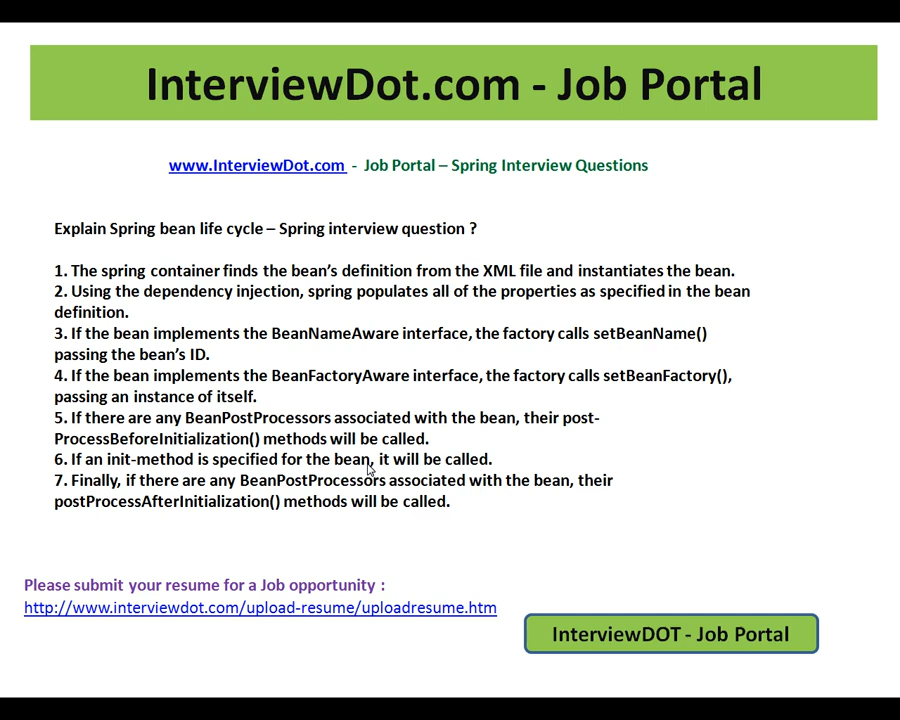 InterviewDot.com - Job Portal
www.InterviewDot.com - Job Portal – Spring Interview Questions
Explain Spring bean life cycle – Spring interview question ?
1. The spring container finds the bean’s definition from the XML file and instantiates the bean.
2. Using the dependency injection, spring populates all of the properties as specified in the bean
definition.
3. If the bean implements the BeanNameAware interface, the factory calls setBeanName()
passing the bean’s ID.
4. If the bean implements the BeanFactoryAware interface, the factory calls setBeanFactory(),
passing an instance of itself.
5. If there are any BeanPostProcessors associated with the bean, their post-
ProcessBeforeInitialization() methods will be called.
6. If an init-method is specified for the bean, it will be called.
7. Finally, if there are any BeanPostProcessors associated with the bean, their
postProcessAfterInitialization() methods will be called.
Please submit your resume for a Job opportunity :
http://www.interviewdot.com/upload-resume/uploadresume.htm
InterviewDOT - Job Portal